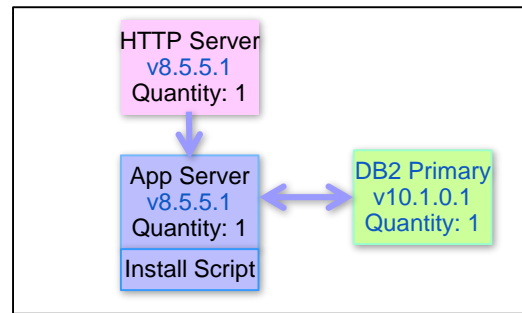 HTTP Server
v8.5.5.1
Quantity: 1
App Server
v8.5.5.1
Quantity: 1
Install Script
DB2 Primary
v10.1.0.1
Quantity: 1